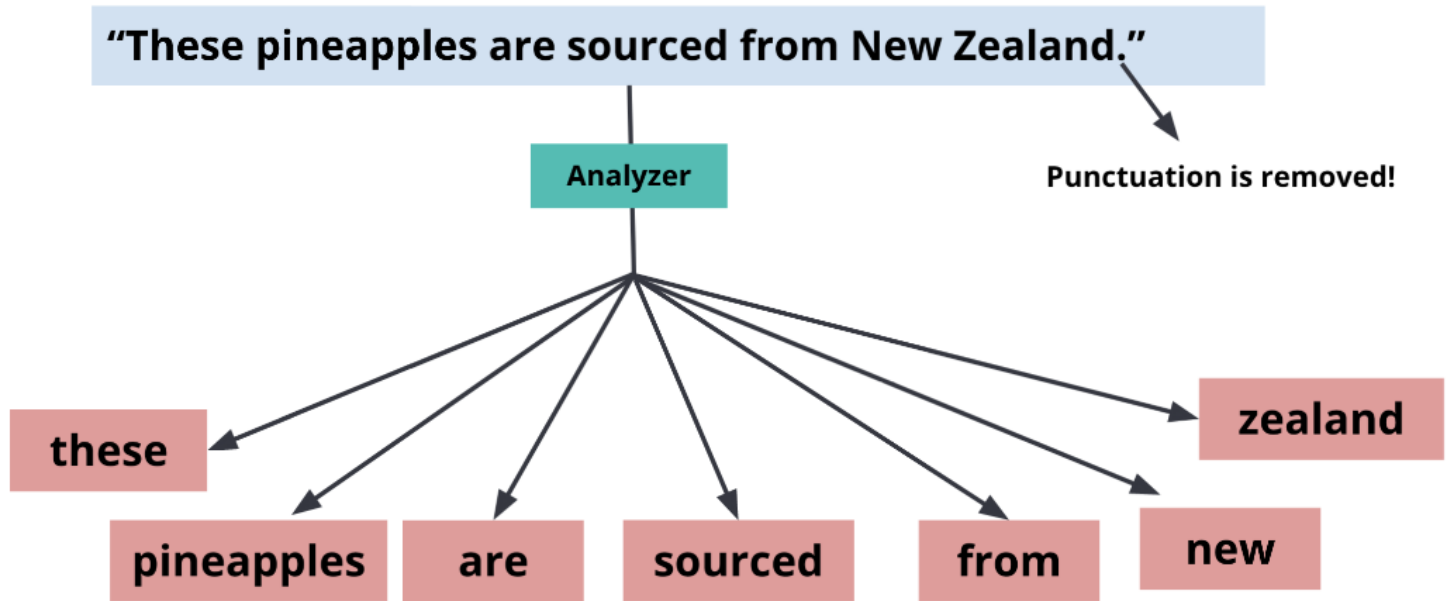 “These pineapples are sourced from New Zealand.”
Analyzer
Punctuation is removed!
these
pineapples
are
sourced
from
new
zealand